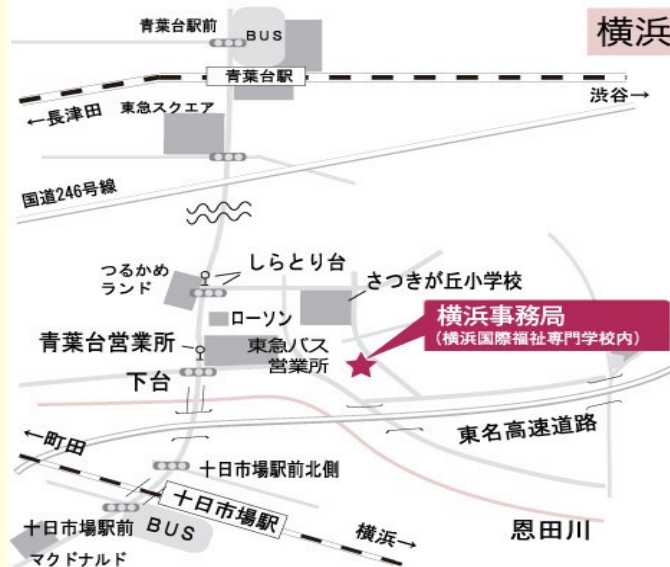 青葉台駅前
BUS
横浜
青葉台駅
←長津田
東急スクエア
渋谷→
国道246号線
つるかめ
ランド
しらとり台
さつきが丘小学校
ローソン
横浜事務局
(横浜国際福祉専門学校内)
青葉台営業所
東急バス
営業所
下台
東名高速道路
←町田
十日市場駅前北側
十日市場駅
十日市場駅前
BUS
横浜→
恩田川
マクドナルド